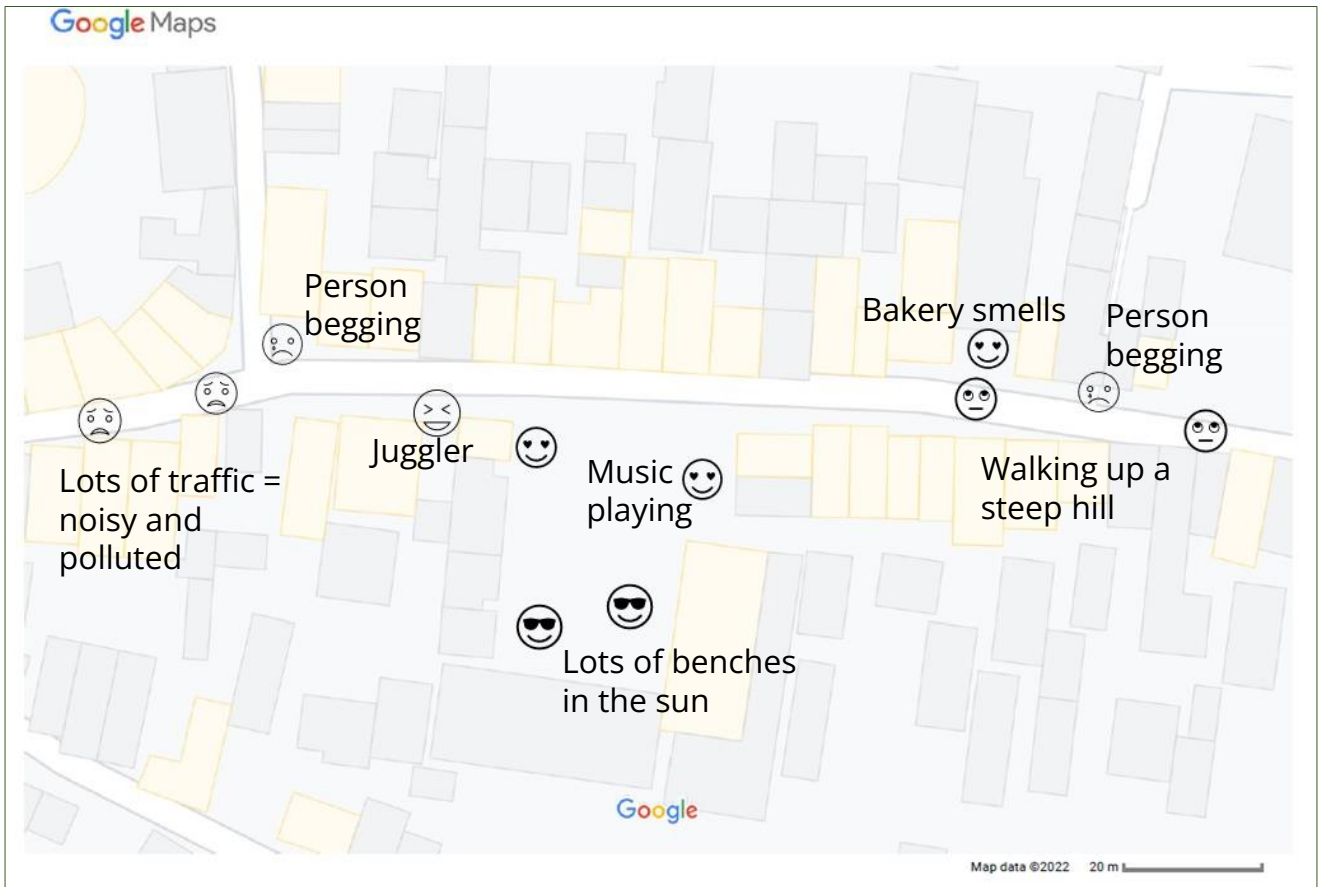 Google Maps
Person
begging
Bakery smells
Person
begging
Juggler
Music
playing
Walking up a
steep hill
Lots of traffic =
noisy and
polluted
Lots of benches
in the sun
Google
Map data ©2022 20 m